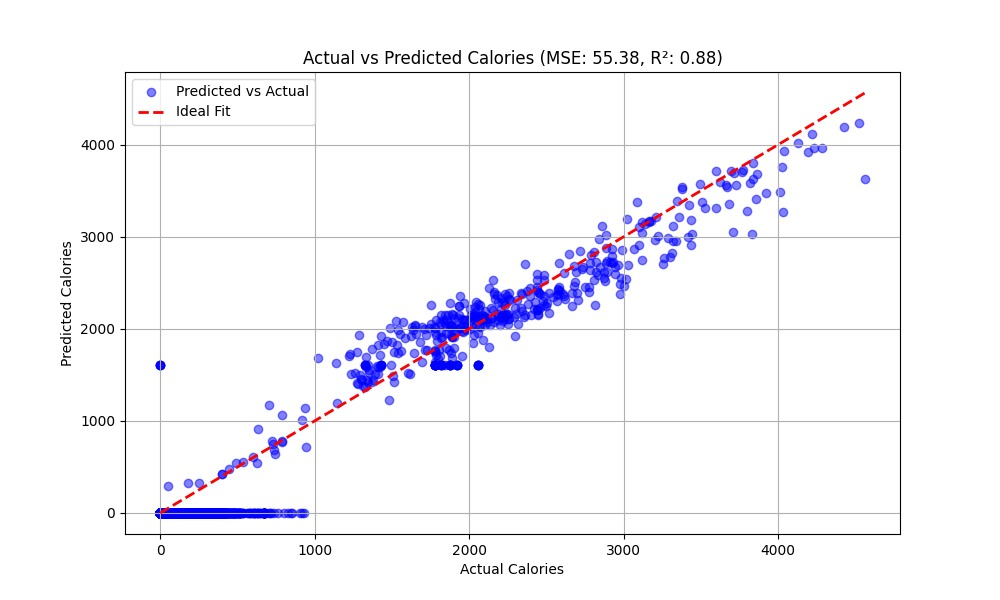 Actual vs Predicted Calories (MSE: 55.38, R²: 0.88)
Predicted vs Actual
Ideal Fit
Predicted Calories
4000
3000
2000
1000
0
0 1000 2000 3000 4000
Actual Calories